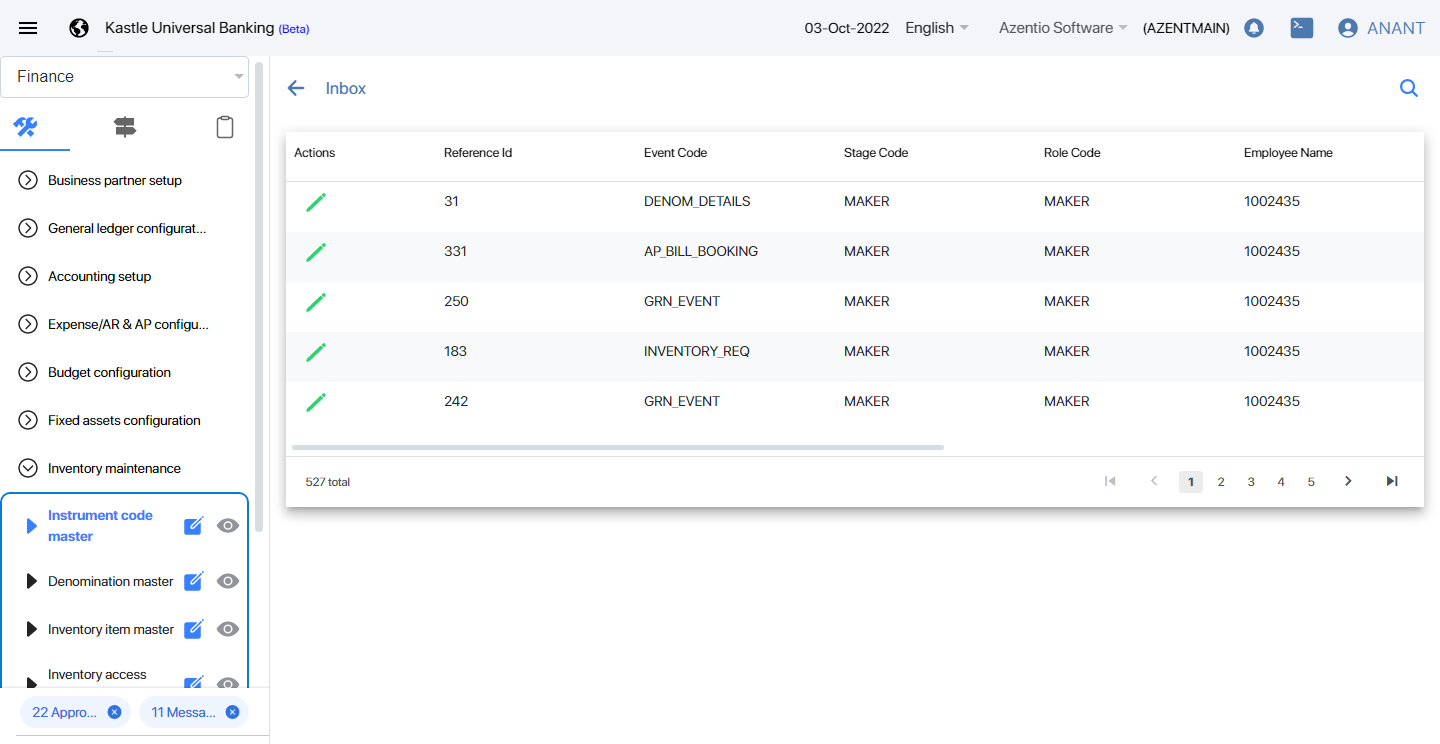 Kastle Universal Banking (Beta)
03-Oct-2022
English
Azentio Software
(AZENTMAIN)
ANANT
Finance
Business partner setup
General ledger configurat...
Accounting setup
Expense/AR & AP configu...
Budget configuration
Fixed assets configuration
Inventory maintenance
Instrument code
master
Denomination master
Inventory item master
Inventory access
22 Appro...
11 Messa...
Inbox
Actions Reference Id Event Code Stage Code Role Code Employee Name
31 DENOM_DETAILS MAKER MAKER 1002435
331 AP_BILL_BOOKING MAKER MAKER 1002435
250 GRN_EVENT MAKER MAKER 1002435
183 INVENTORY_REQ MAKER MAKER 1002435
242 GRN_EVENT MAKER MAKER 1002435
527 total
1 2 3 4 5